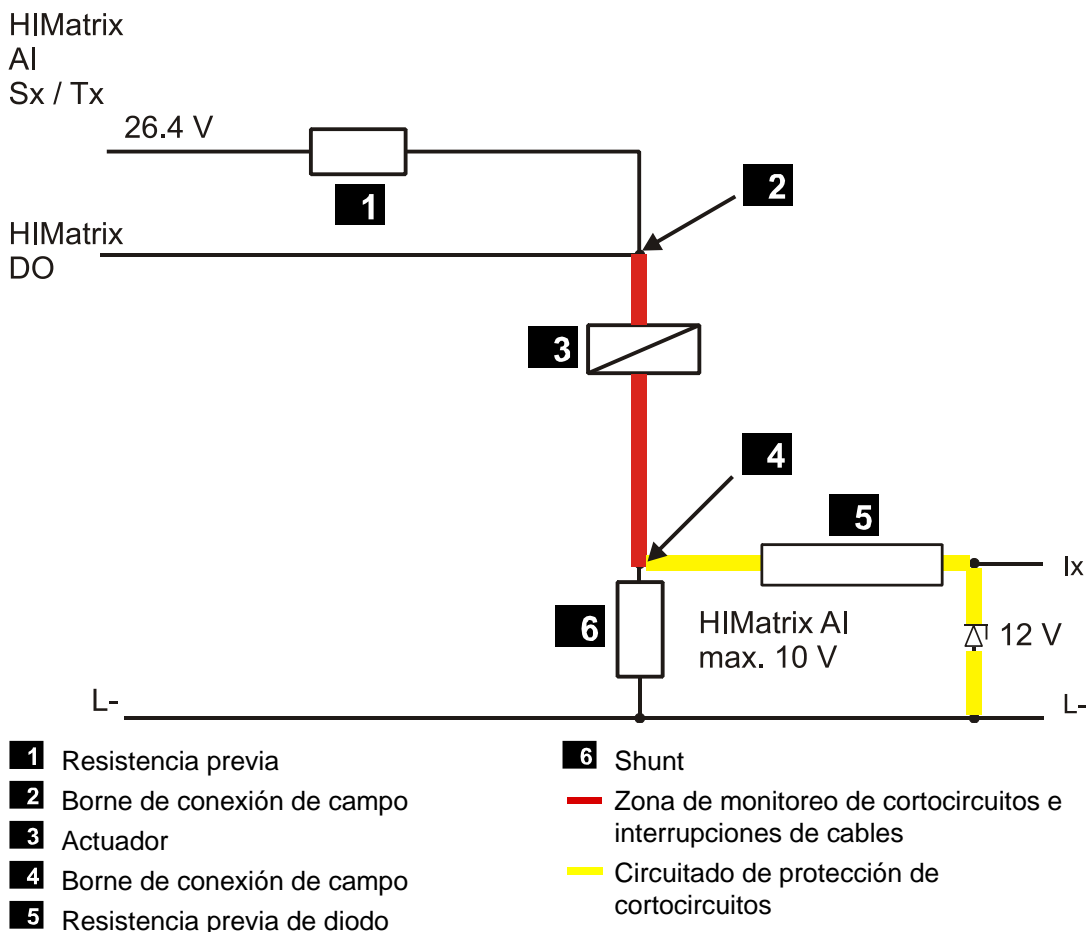 HIMatrix
AI
Sx / Tx
26.4 V
1
2
HIMatrix
DO
3
4
5
Ix
6
HIMatrix AI
max. 10 V
12 V
L-
L-
1 Resistencia previa
2 Borne de conexión de campo
3 Actuador
4 Borne de conexión de campo
5 Resistencia previa de diodo
6 Shunt
Zona de monitoreo de cortocircuitos e
interrupciones de cables
Circuitado de protección de
cortocircuitos